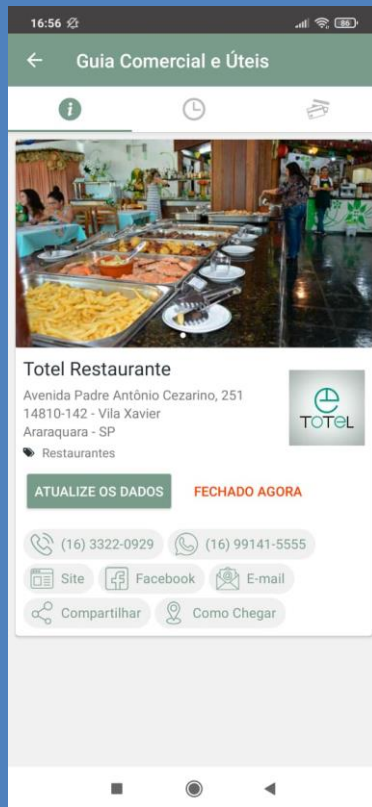 16:56
86
Guia Comercial e Úteis
Totel Restaurante
Avenida Padre Antônio Cezarino, 251
14810-142 - Vila Xavier
Araraquara - SP
Restaurantes
TOTEL
ATUALIZE OS DADOS
FECHADO AGORA
(16) 3322-0929
(16) 99141-5555
Site
Facebook
E-mail
Compartilhar
Como Chegar